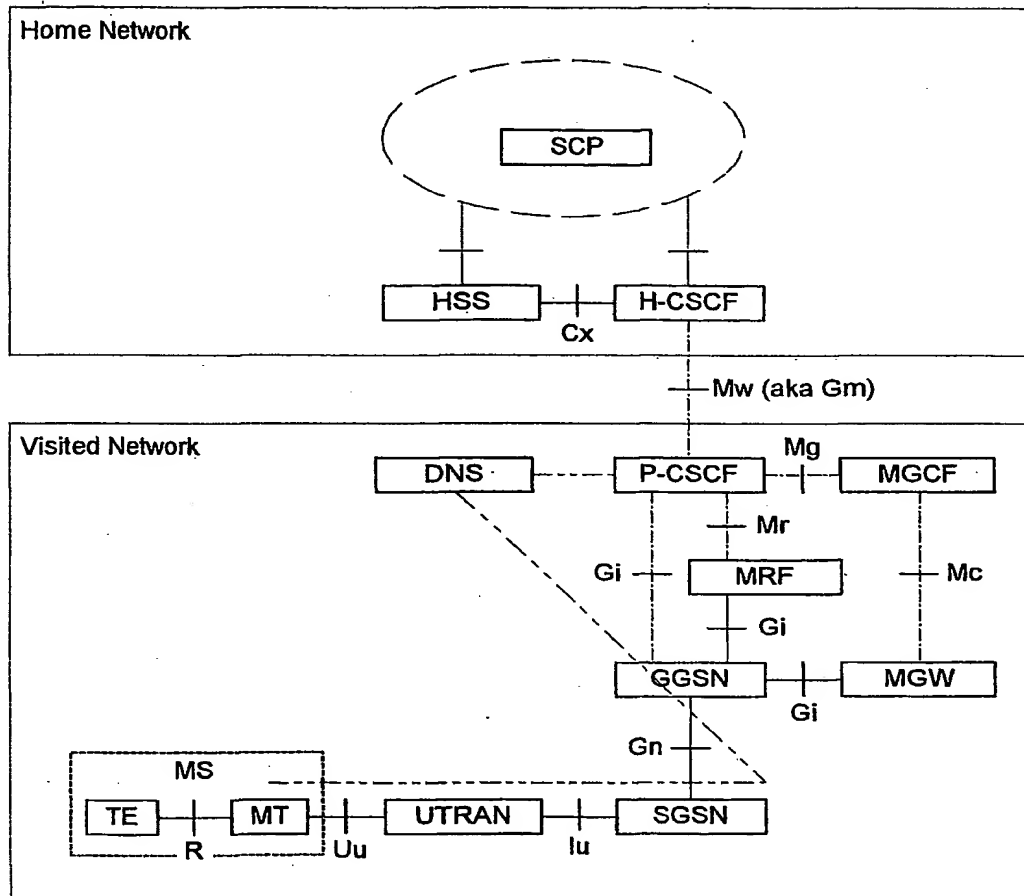 Home Network
SCP
HSS
H-CSCF
Cx
Mw (aka Gm)
Visited Network
Mg
DNS
P-CSCF
MGCF
Mr
Gi
MRF
Mc
Gi
GGSN
MGW
Gi
Gn
MS
TE
MT
UTRAN
SGSN
R
Uu
Iu